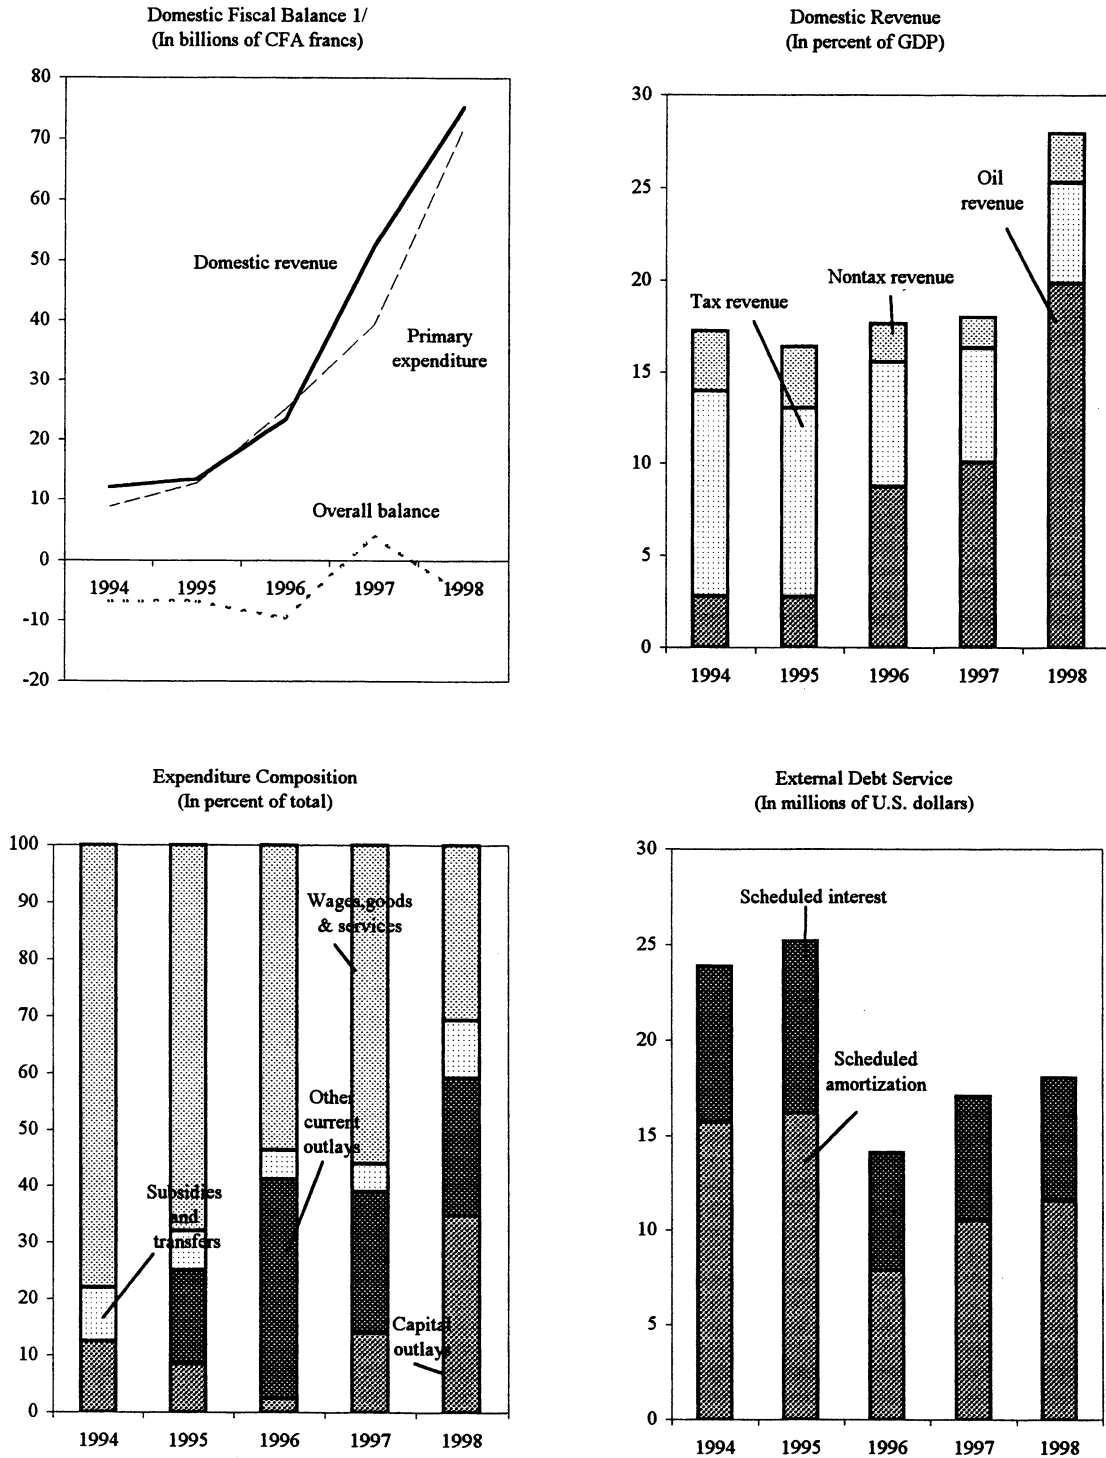 Domestic Fiscal Balance 1/
(In billions of CFA francs)
80
70
60
50
40
30
20
10
0
-10
-20
Domestic revenue
Primary
expenditure
Overall balance
1994 1995 1996 1997 1998
Domestic Revenue
(In percent of GDP)
30
25
20
15
10
5
0
Oil
revenue
Nontax revenue
Tax revenue
1994 1995 1996 1997 1998
Expenditure Composition
(In percent of total)
100
90
80
70
60
50
40
30
20
10
0
Wages,goods
& services
Other
current
outlays
Subsidies
and
transfers
Capital
outlays
1994 1995 1996 1997 1998
External Debt Service
(In millions of U.S. dollars)
30
25
20
15
10
5
0
Scheduled interest
Scheduled
amortization
1994 1995 1996 1997 1998